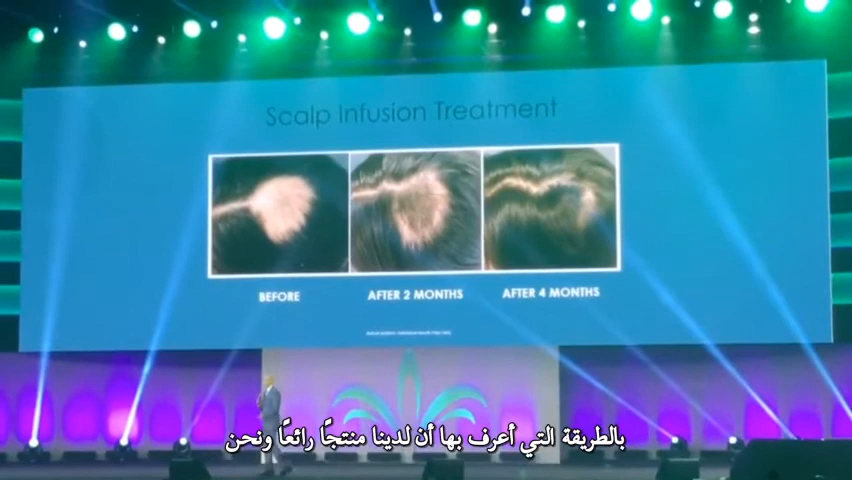 Scalp Infusion Treatment
BEFORE
AFTER 2 MONTHS
AFTER 4 MONTHS
بالطريقة التي أعرف بها أن لدينا منتجًا رائعًا ونحن